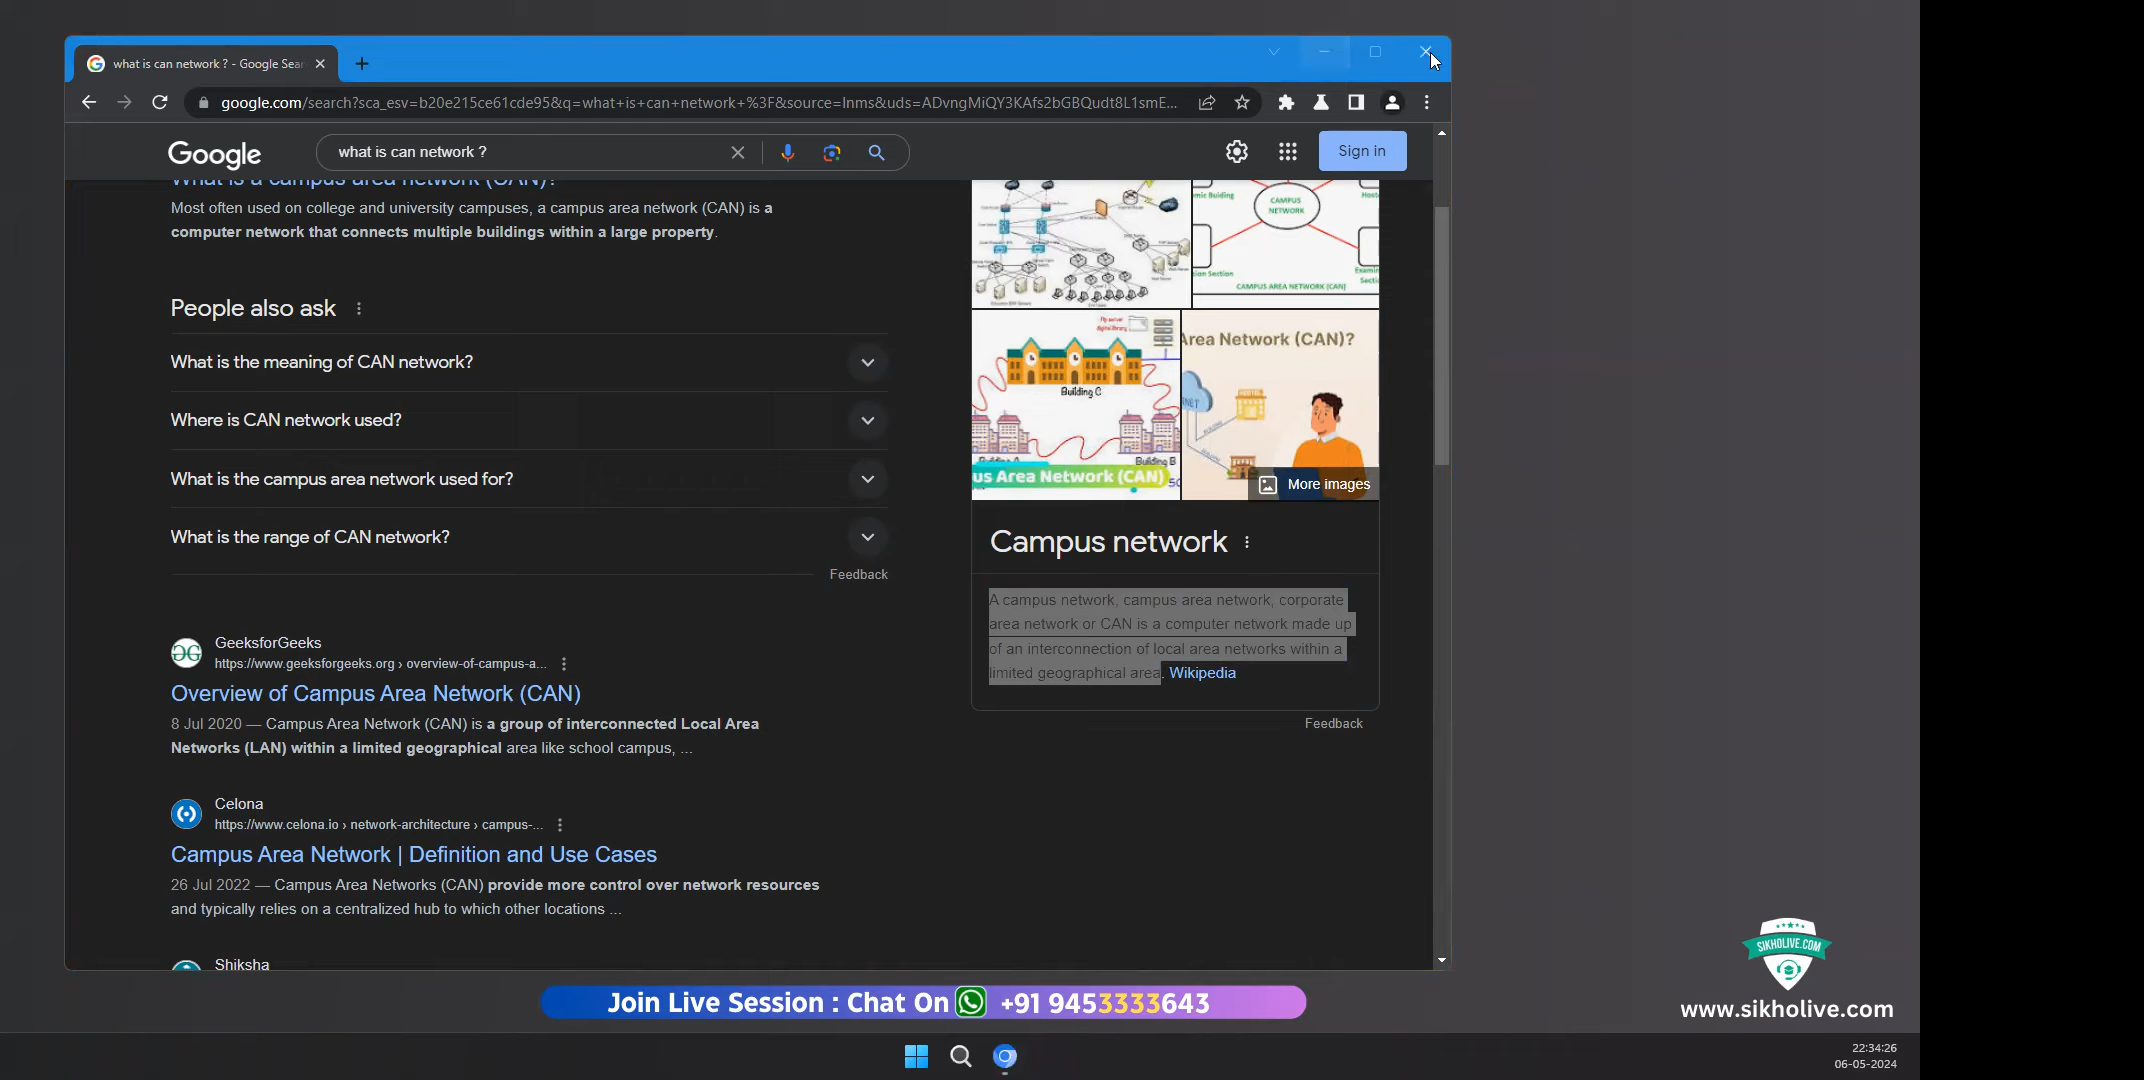 what is can network ? - Google Sear
google.com/search?sca_esv=b20e215ce61cde95&q=what+is+can+network+%3F&source=lnms&uds=ADvngMiQY3KAfs2bGBQudt8L1smE...
Google
what is can network ?
Sign in
What is a campus area network (CAN)?
Most often used on college and university campuses, a campus area network (CAN) is a
computer network that connects multiple buildings within a large property.
People also ask
What is the meaning of CAN network?
Where is CAN network used?
What is the campus area network used for?
What is the range of CAN network?
Feedback
GeeksforGeeks
https://www.geeksforgeeks.org › overview-of-campus-a...
Overview of Campus Area Network (CAN)
8 Jul 2020 — Campus Area Network (CAN) is a group of interconnected Local Area
Networks (LAN) within a limited geographical area like school campus, ...
Celona
https://www.celona.io › network-architecture › campus-...
Campus Area Network | Definition and Use Cases
26 Jul 2022 — Campus Area Networks (CAN) provide more control over network resources
and typically relies on a centralized hub to which other locations ...
Shiksha
CAMPUS
NETWORK
CAMPUS AREA NETWORK (CAN)
My server
digital library
Building C
Building B
us Area Network (CAN)
Area Network (CAN)?
More images
Campus network
A campus network, campus area network, corporate
area network or CAN is a computer network made up
of an interconnection of local area networks within a
limited geographical area. Wikipedia
Feedback
SIKHOLIVE.COM
www.sikholive.com
Join Live Session : Chat On +91 9453333643
22:34:26
06-05-2024